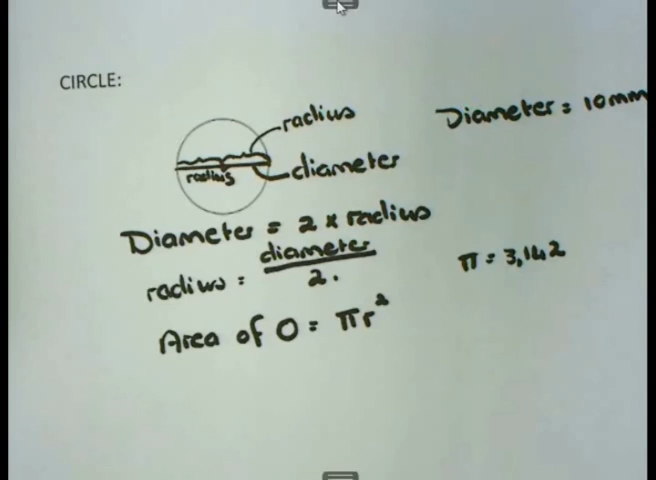 CIRCLE:
radius
Diameter = 10mm
diameter
radius
Diameter = 2 × radius
radius = diameter
2.
π = 3,142
Area of O = πr²